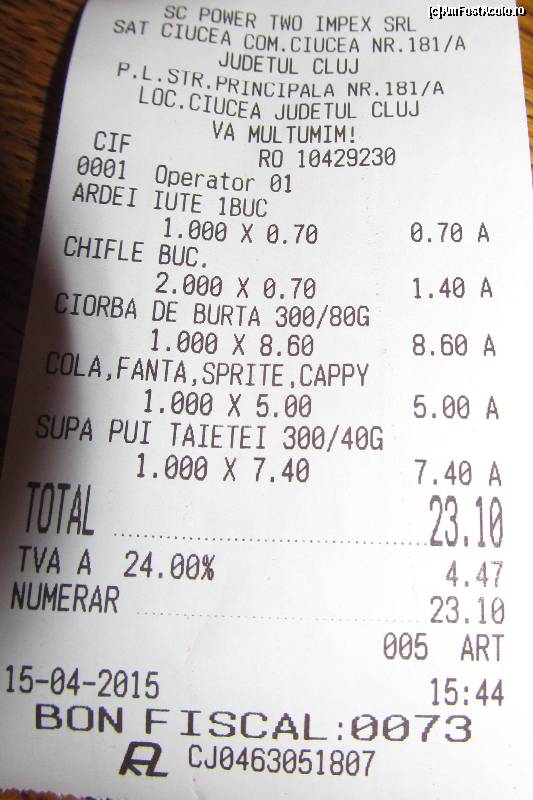 (c)AmFostAcolo.ro
SC POWER TWO IMPEX SRL
SAT CIUCEA COM.CIUCEA NR.181/A
JUDETUL CLUJ
P.L.STR.PRINCIPALA NR.181/A
LOC.CIUCEA JUDETUL CLUJ
VA MULTUMIM!
CIF RO 10429230
0001 Operator 01
ARDEI IUTE 1BUC
1.000 X 0.70 0.70 A
CHIFLE BUC.
2.000 X 0.70 1.40 A
CIORBA DE BURTA 300/80G
1.000 X 8.60 8.60 A
COLA,FANTA,SPRITE,CAPPY
1.000 X 5.00 5.00 A
SUPA PUI TAIETEI 300/40G
1.000 X 7.40 7.40 A
TOTAL 23.10
TVA A 24.00% 4.47
NUMERAR 23.10
005 ART
15-04-2015 15:44
BON FISCAL:0073
AL CJ0463051807